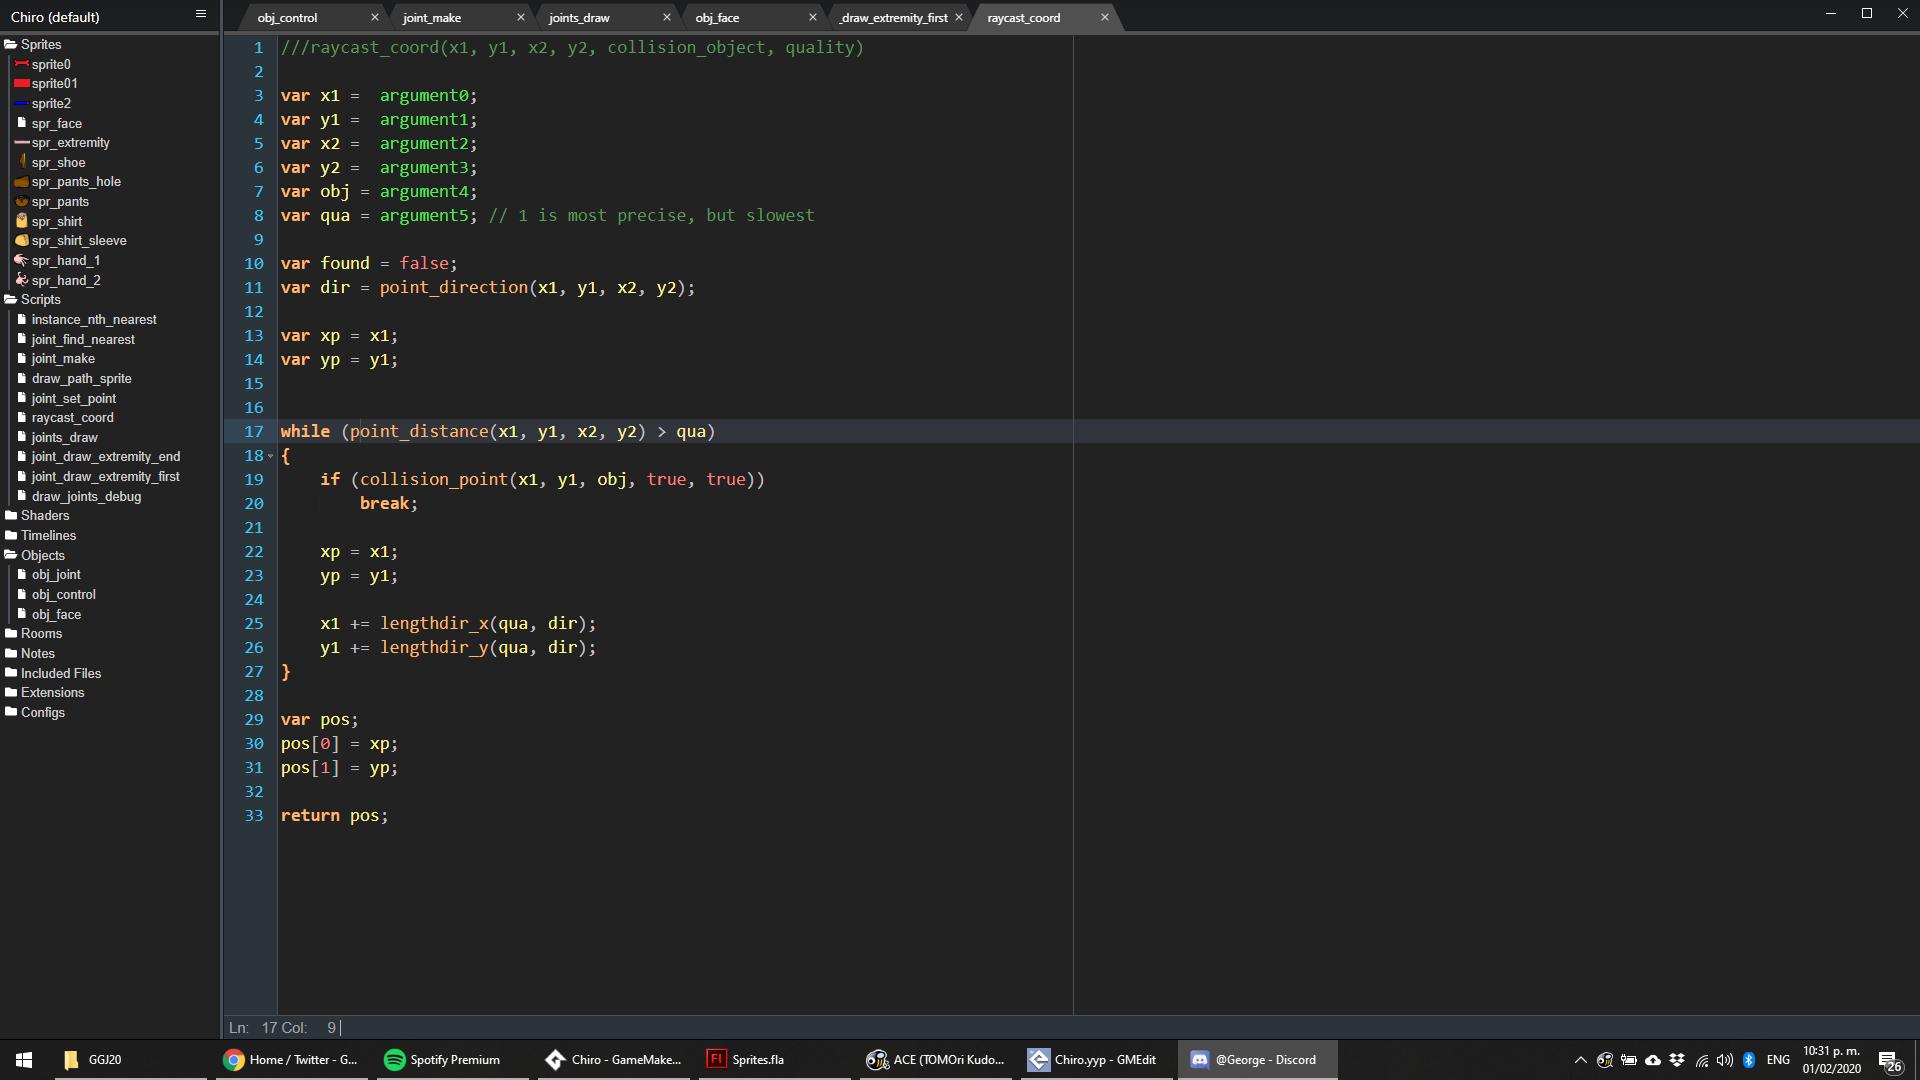 Chiro (default)
Sprites
sprite0
sprite01
sprite2
spr_face
spr_extremity
spr_shoe
spr_pants_hole
spr_pants
spr_shirt
spr_shirt_sleeve
spr_hand_1
spr_hand_2
Scripts
instance_nth_nearest
joint_find_nearest
joint_make
draw_path_sprite
joint_set_point
raycast_coord
joints_draw
joint_draw_extremity_end
joint_draw_extremity_first
draw_joints_debug
Shaders
Timelines
Objects
obj_joint
obj_control
obj_face
Rooms
Notes
Included Files
Extensions
Configs
obj_control joint_make joints_draw obj_face _draw_extremity_first raycast_coord
1 ///raycast_coord(x1, y1, x2, y2, collision_object, quality)
2
3 var x1 =  argument0;
4 var y1 =  argument1;
5 var x2 =  argument2;
6 var y2 =  argument3;
7 var obj = argument4;
8 var qua = argument5; // 1 is most precise, but slowest
9
10 var found = false;
11 var dir = point_direction(x1, y1, x2, y2);
12
13 var xp = x1;
14 var yp = y1;
15
16
17 while (point_distance(x1, y1, x2, y2) > qua)
18 {
19     if (collision_point(x1, y1, obj, true, true))
20         break;
21
22     xp = x1;
23     yp = y1;
24
25     x1 += lengthdir_x(qua, dir);
26     y1 += lengthdir_y(qua, dir);
27 }
28
29 var pos;
30 pos[0] = xp;
31 pos[1] = yp;
32
33 return pos;
Ln: 17 Col: 9
GGJ20 Home / Twitter - G... Spotify Premium Chiro - GameMake... Sprites.fla ACE (TOMOri Kudo... Chiro.yyp - GMEdit @George - Discord ENG 10:31 p. m.
01/02/2020
26